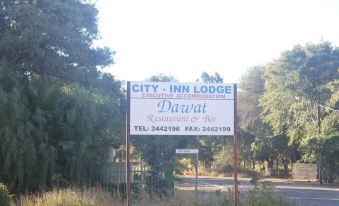 CITY - INN LODGE
EXECUTIVE ACCOMMODATION
Dawat
Restaurant & Bar
TEL: 2442196 FAX: 2442199